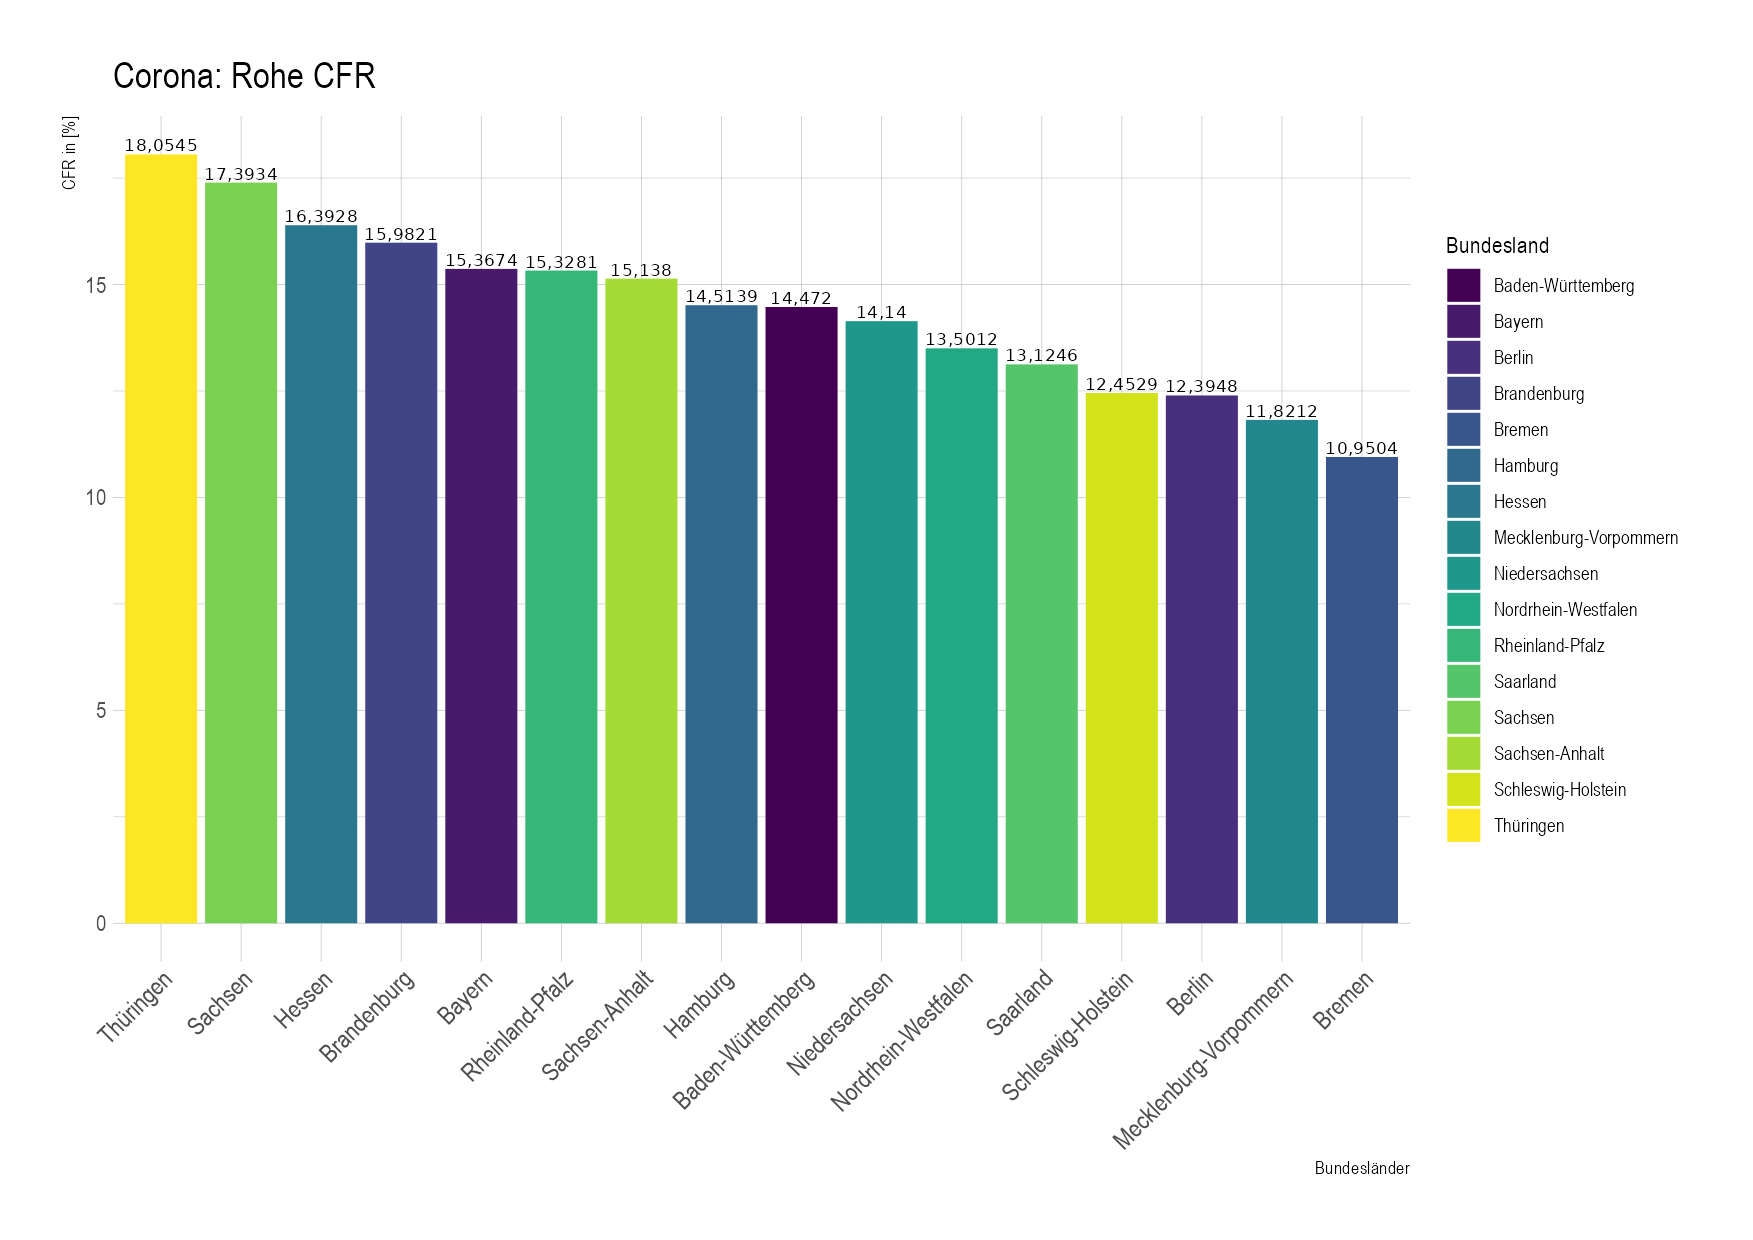 Corona: Rohe CFR
CFR in [%]
18,0545
17,3934
16,3928
15,9821
15,3674
15,3281
15,138
14,5139
14,472
14,14
13,5012
13,1246
12,4529
12,3948
11,8212
10,9504
15
10
5
0
Thüringen
Sachsen
Hessen
Brandenburg
Bayern
Rheinland-Pfalz
Sachsen-Anhalt
Hamburg
Baden-Württemberg
Niedersachsen
Nordrhein-Westfalen
Saarland
Schleswig-Holstein
Berlin
Mecklenburg-Vorpommern
Bremen
Bundesländer
Bundesland
Baden-Württemberg
Bayern
Berlin
Brandenburg
Bremen
Hamburg
Hessen
Mecklenburg-Vorpommern
Niedersachsen
Nordrhein-Westfalen
Rheinland-Pfalz
Saarland
Sachsen
Sachsen-Anhalt
Schleswig-Holstein
Thüringen